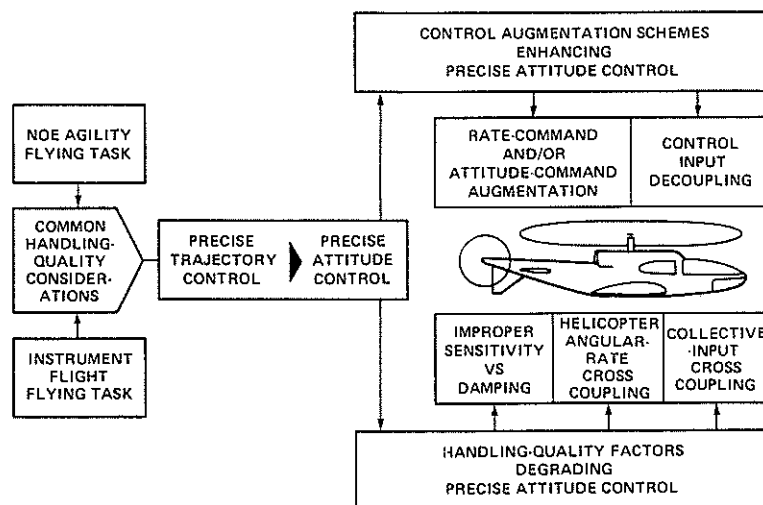 CONTROL AUGMENTATION SCHEMES
ENHANCING
PRECISE ATTITUDE CONTROL
NOE AGILITY
FLYING TASK
RATE-COMMAND
AND/OR
ATTITUDE-COMMAND
AUGMENTATION
CONTROL
INPUT
DECOUPLING
COMMON
HANDLING-
QUALITY
CONSIDER-
ATIONS
PRECISE
TRAJECTORY
CONTROL
PRECISE
ATTITUDE
CONTROL
INSTRUMENT
FLIGHT
FLYING TASK
IMPROPER
SENSITIVITY
VS
DAMPING
HELICOPTER
ANGULAR-
RATE
CROSS
COUPLING
COLLECTIVE
-INPUT
CROSS
COUPLING
HANDLING-QUALITY FACTORS
DEGRADING
PRECISE ATTITUDE CONTROL